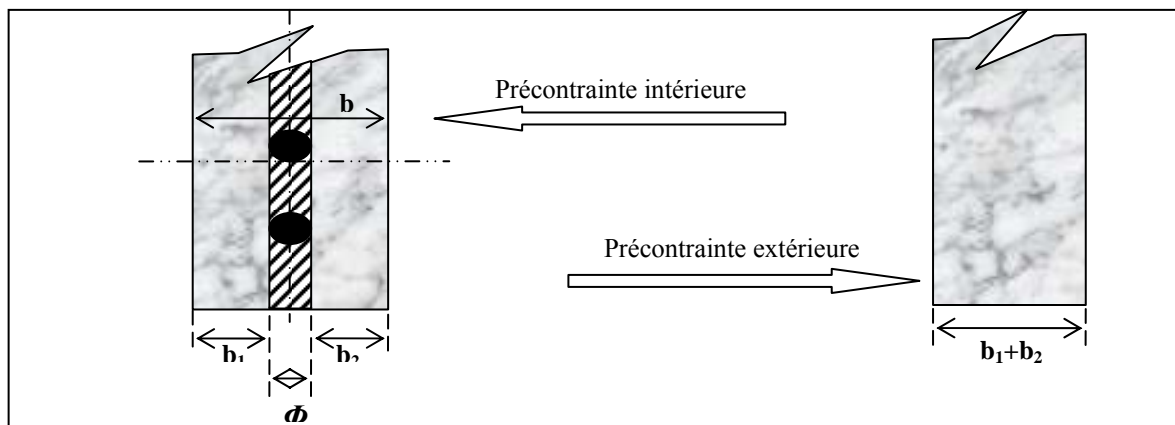 b
Précontrainte intérieure
Précontrainte extérieure
b₁
b₂
b₁+b₂
Φ